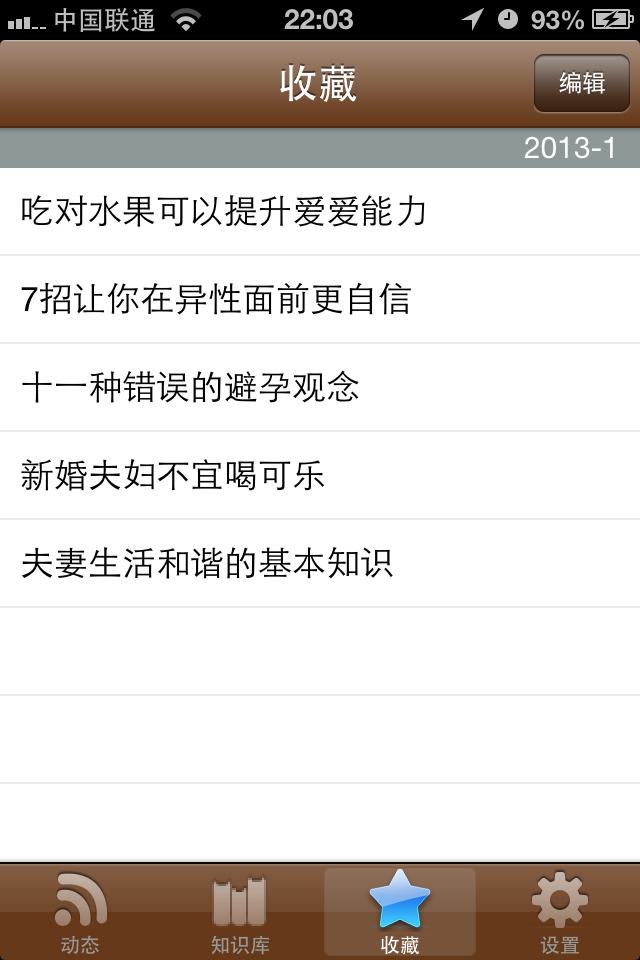 中国联通 22:03 93%
收藏 编辑
2013-1
吃对水果可以提升爱爱能力
7招让你在异性面前更自信
十一种错误的避孕观念
新婚夫妇不宜喝可乐
夫妻生活和谐的基本知识
动态 知识库 收藏 设置